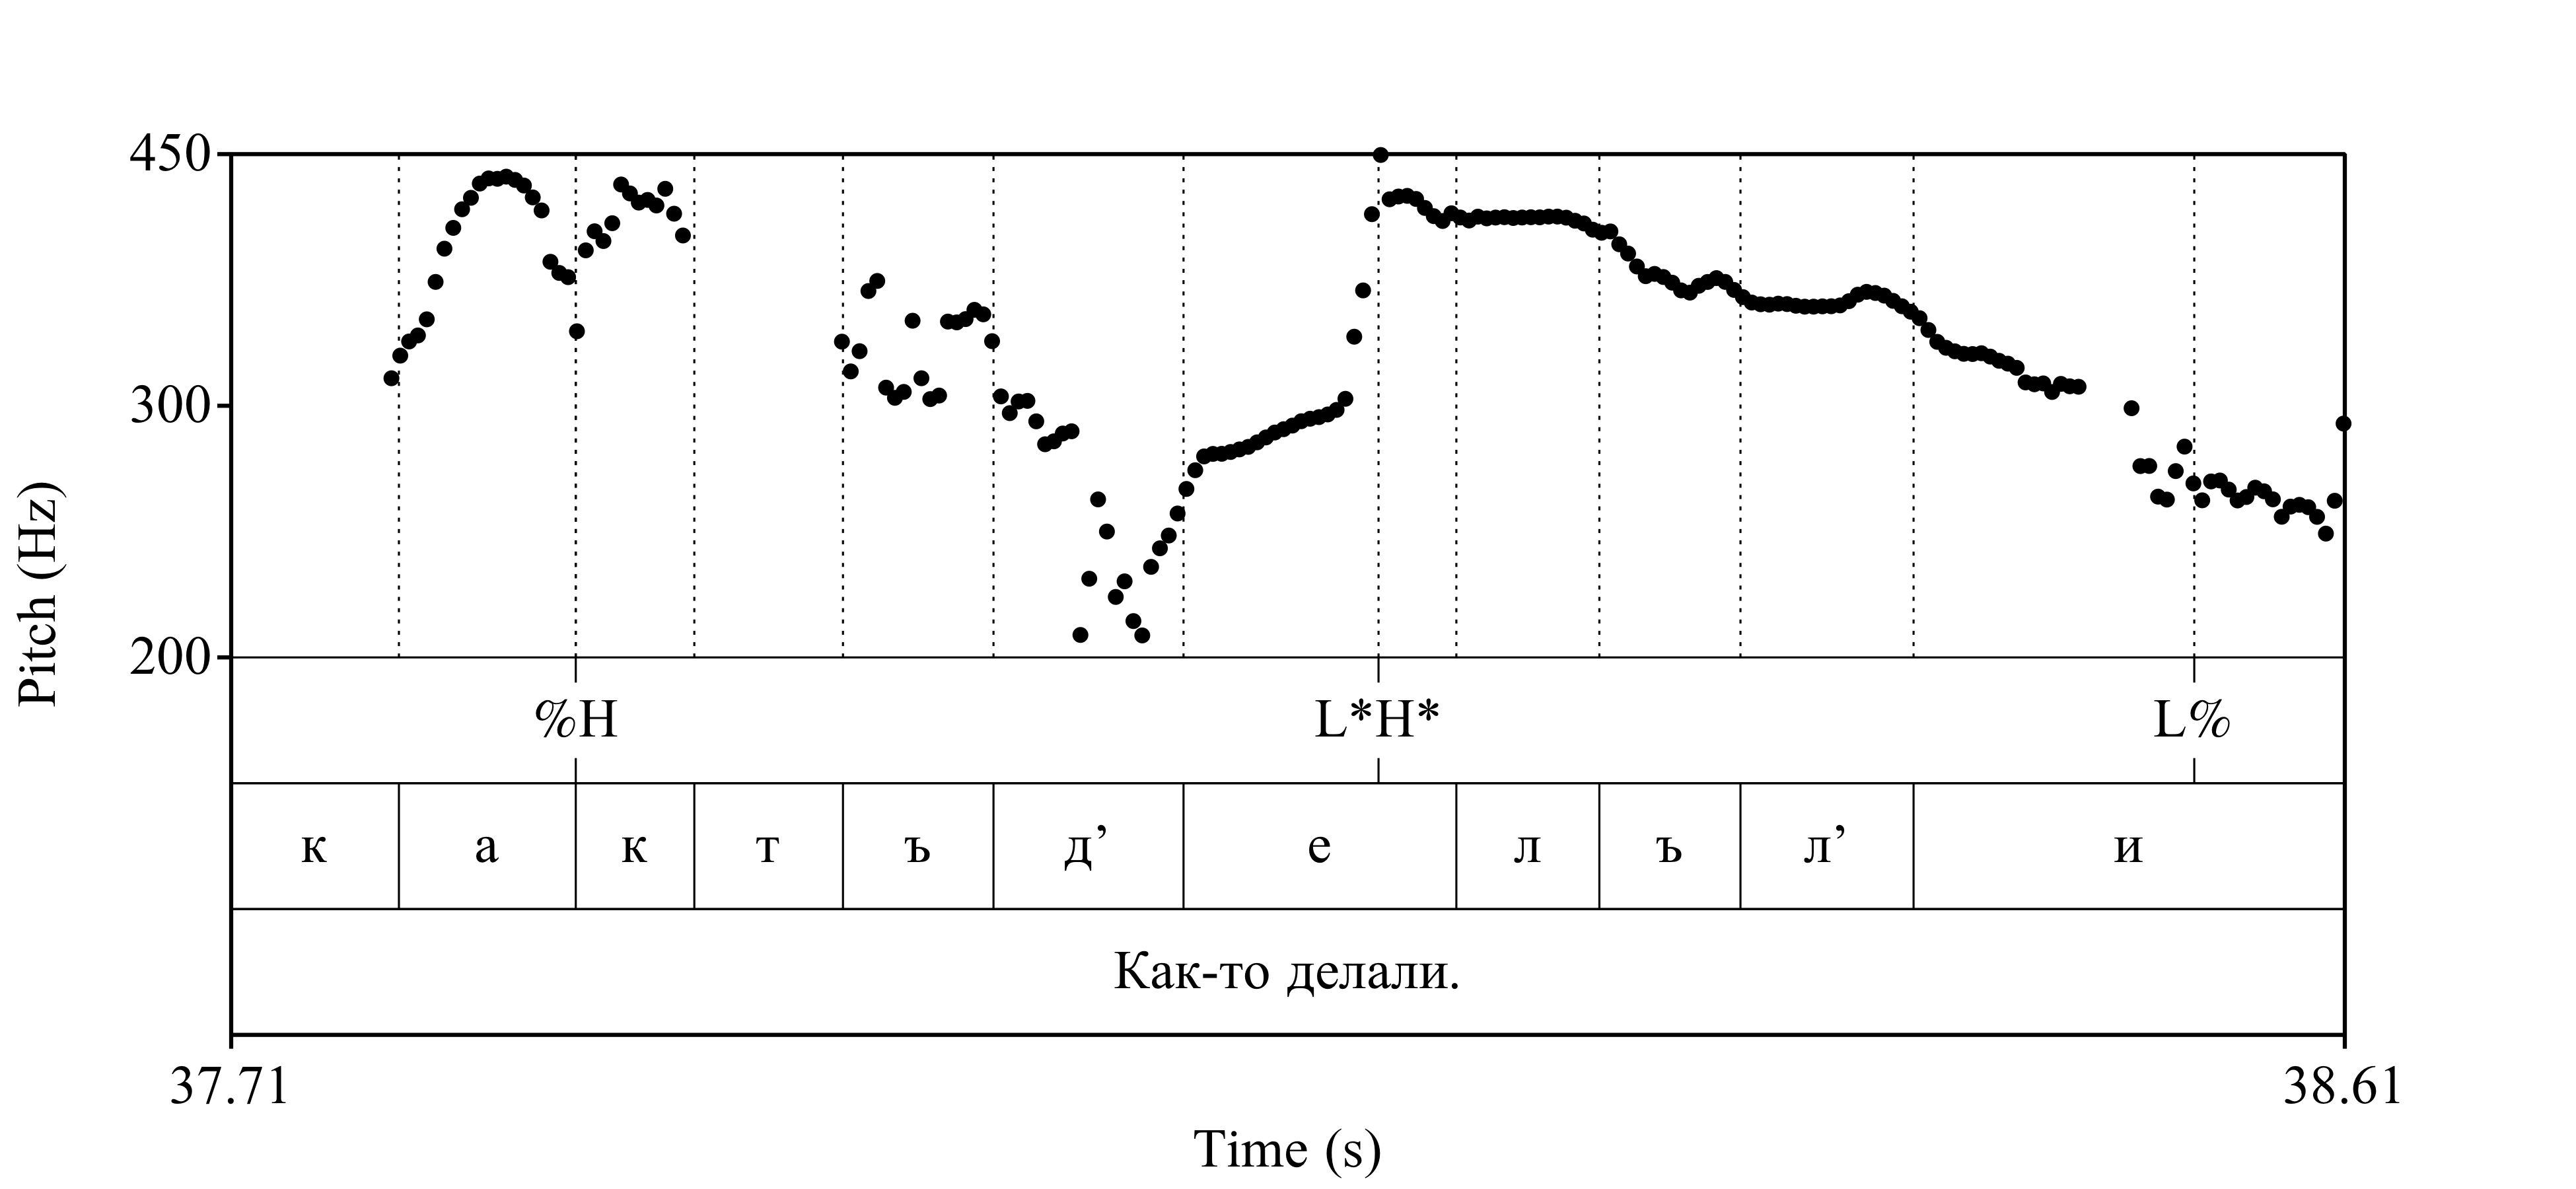 450
300
200
Pitch (Hz)
%H L*H* L%
к а к т ъ д’ е л ъ л’ и
Как-то делали.
37.71 38.61
Time (s)